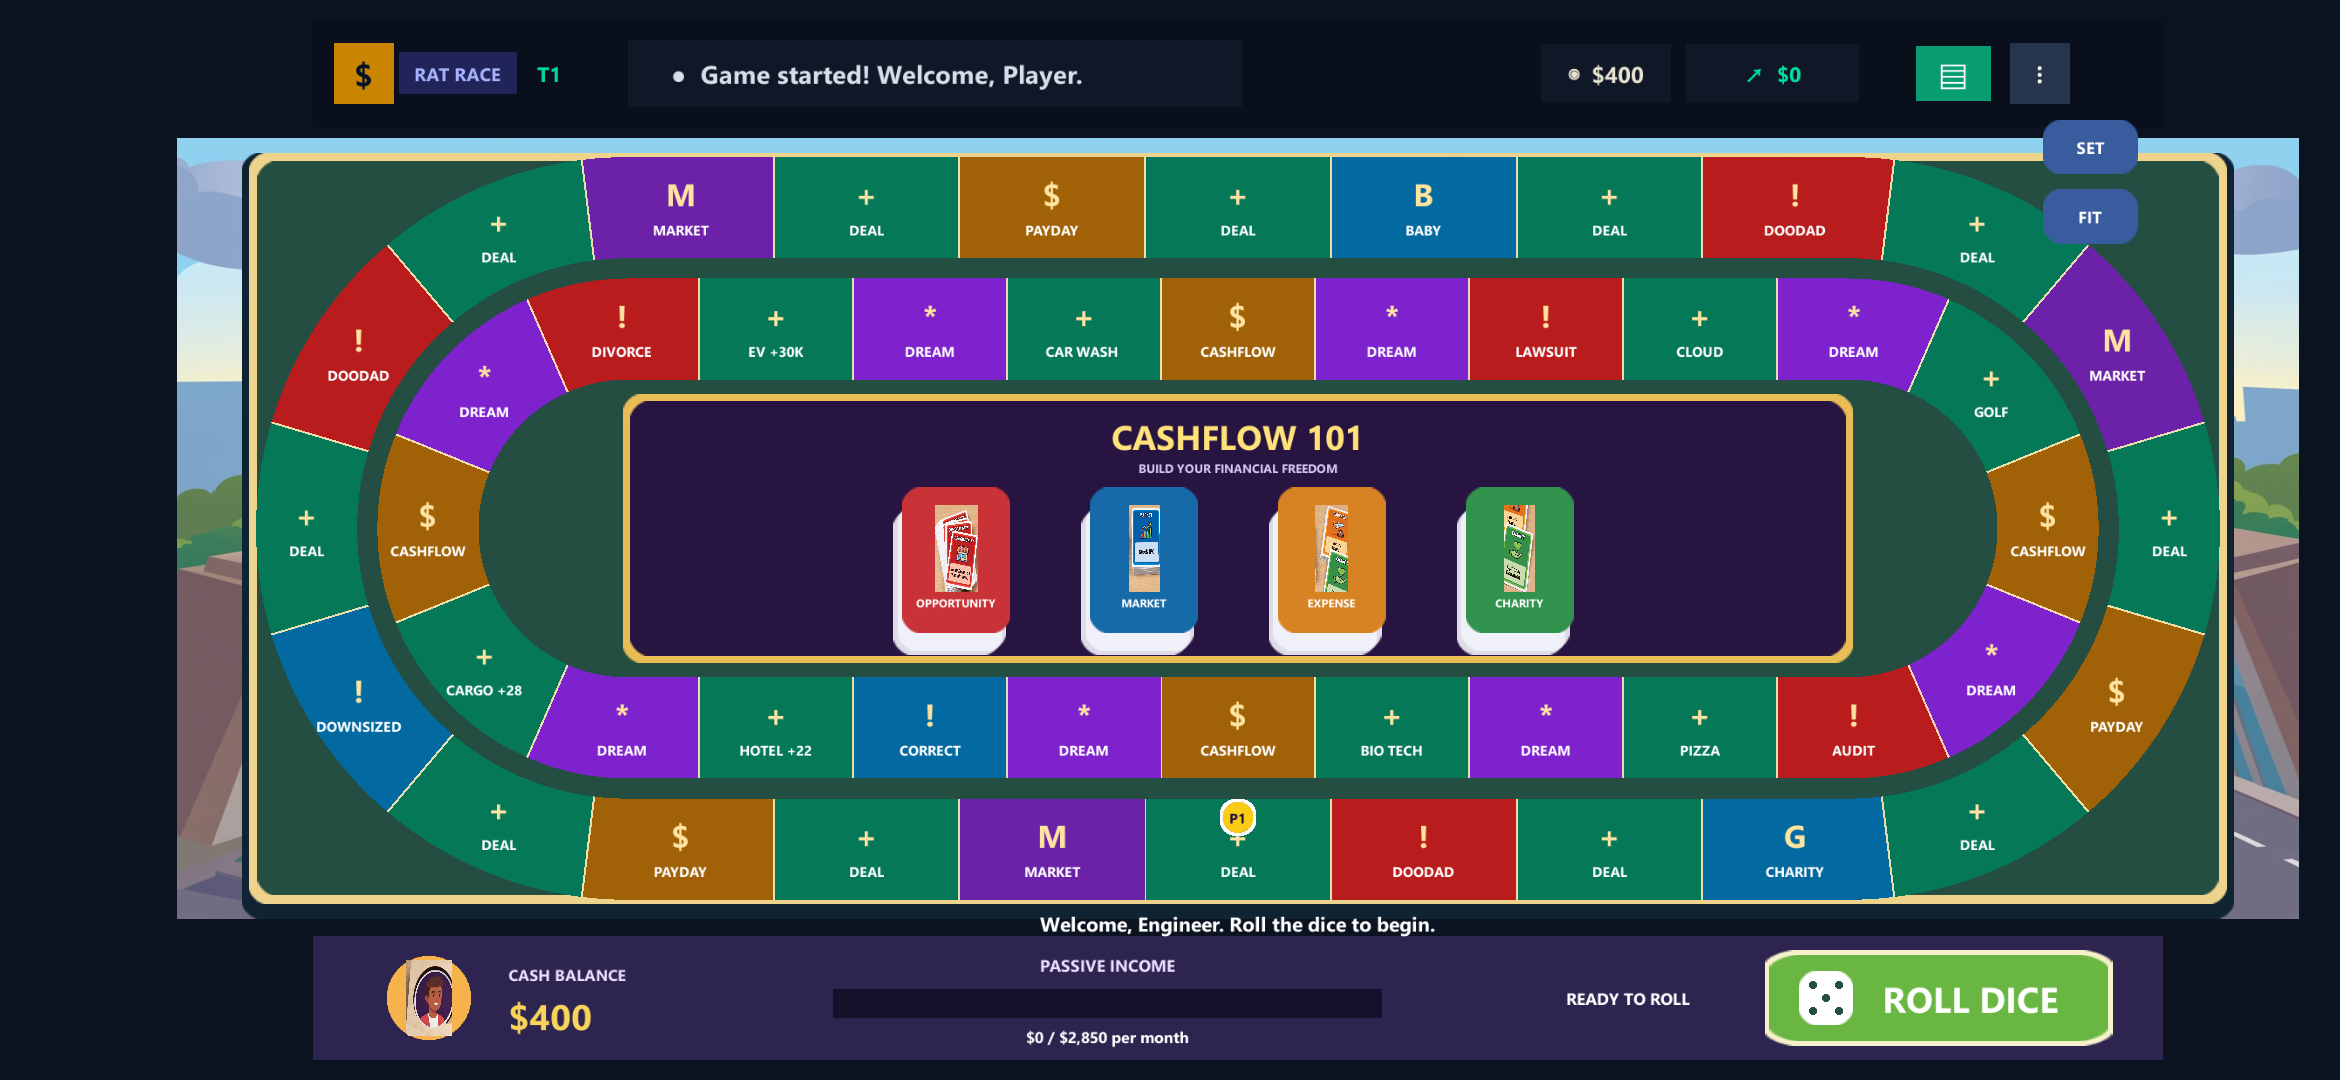 $ RAT RACE T1
● Game started! Welcome, Player.
$400
↗ $0
SET
FIT
+ DEAL
M MARKET
+ DEAL
$ PAYDAY
+ DEAL
B BABY
+ DEAL
! DOODAD
+ DEAL
! DOODAD
M MARKET
* DREAM
! DIVORCE
+ EV +30K
* DREAM
+ CAR WASH
$ CASHFLOW
* DREAM
! LAWSUIT
+ CLOUD
* DREAM
+ GOLF
CASHFLOW 101
BUILD YOUR FINANCIAL FREEDOM
+ DEAL
$ CASHFLOW
OPPORTUNITY
MARKET
EXPENSE
CHARITY
$ CASHFLOW
+ DEAL
! DOWNSIZED
+ CARGO +28
* DREAM
+ HOTEL +22
! CORRECT
* DREAM
$ CASHFLOW
+ BIO TECH
* DREAM
+ PIZZA
! AUDIT
* DREAM
$ PAYDAY
+ DEAL
$ PAYDAY
+ DEAL
M MARKET
P1
+ DEAL
! DOODAD
+ DEAL
G CHARITY
+ DEAL
Welcome, Engineer. Roll the dice to begin.
CASH BALANCE
$400
PASSIVE INCOME
$0 / $2,850 per month
READY TO ROLL
ROLL DICE